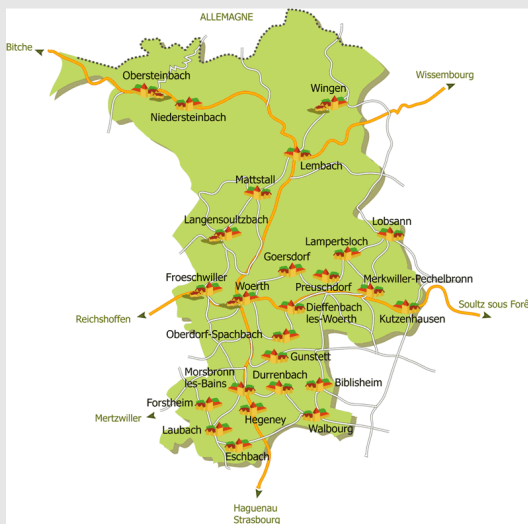 ALLEMAGNE
Bitche
Obersteinbach
Wissembourg
Wingen
Niedersteinbach
Lembach
Mattstall
Langensoultzbach
Lobsann
Lampertsloch
Goersdorf
Froeschwiller
Woerth
Preuschdorf
Merkwiller-Pechelbronn
Reichshoffen
Dieffenbach
les-Woerth
Kutzenhausen
Soultz sous Forê
Oberdorf-Spachbach
Gunstett
Morsbronn
les-Bains
Durrenbach
Biblisheim
Forstheim
Mertzwiller
Hegeney
Walbourg
Laubach
Eschbach
Haguenau
Strasbourg